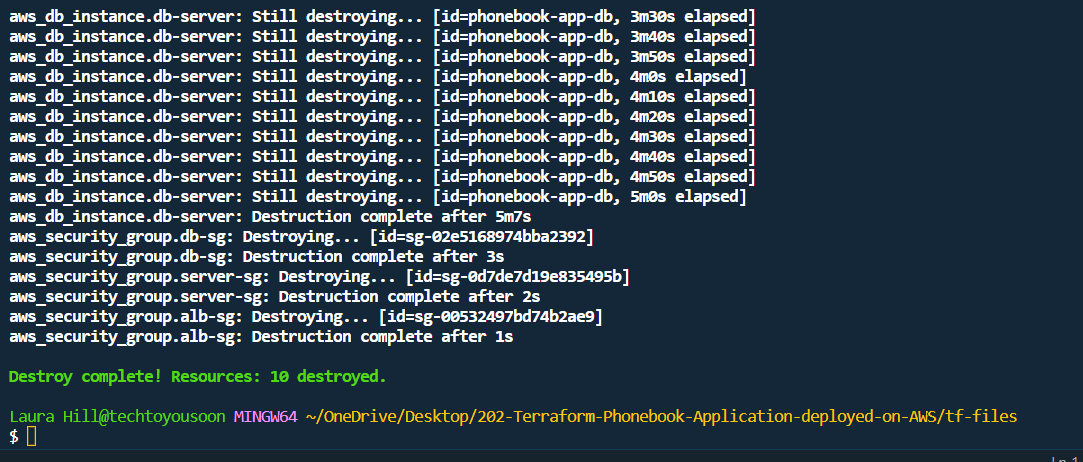 aws_db_instance.db-server: Still destroying... [id=phonebook-app-db, 3m30s elapsed]
aws_db_instance.db-server: Still destroying... [id=phonebook-app-db, 3m40s elapsed]
aws_db_instance.db-server: Still destroying... [id=phonebook-app-db, 3m50s elapsed]
aws_db_instance.db-server: Still destroying... [id=phonebook-app-db, 4m0s elapsed]
aws_db_instance.db-server: Still destroying... [id=phonebook-app-db, 4m10s elapsed]
aws_db_instance.db-server: Still destroying... [id=phonebook-app-db, 4m20s elapsed]
aws_db_instance.db-server: Still destroying... [id=phonebook-app-db, 4m30s elapsed]
aws_db_instance.db-server: Still destroying... [id=phonebook-app-db, 4m40s elapsed]
aws_db_instance.db-server: Still destroying... [id=phonebook-app-db, 4m50s elapsed]
aws_db_instance.db-server: Still destroying... [id=phonebook-app-db, 5m0s elapsed]
aws_db_instance.db-server: Destruction complete after 5m7s
aws_security_group.db-sg: Destroying... [id=sg-02e5168974bba2392]
aws_security_group.db-sg: Destruction complete after 3s
aws_security_group.server-sg: Destroying... [id=sg-0d7de7d19e835495b]
aws_security_group.server-sg: Destruction complete after 2s
aws_security_group.alb-sg: Destroying... [id=sg-00532497bd74b2ae9]
aws_security_group.alb-sg: Destruction complete after 1s
Destroy complete! Resources: 10 destroyed.
Laura Hill@techtoyousoon MINGW64 ~/OneDrive/Desktop/202-Terraform-Phonebook-Application-deployed-on-AWS/tf-files
$